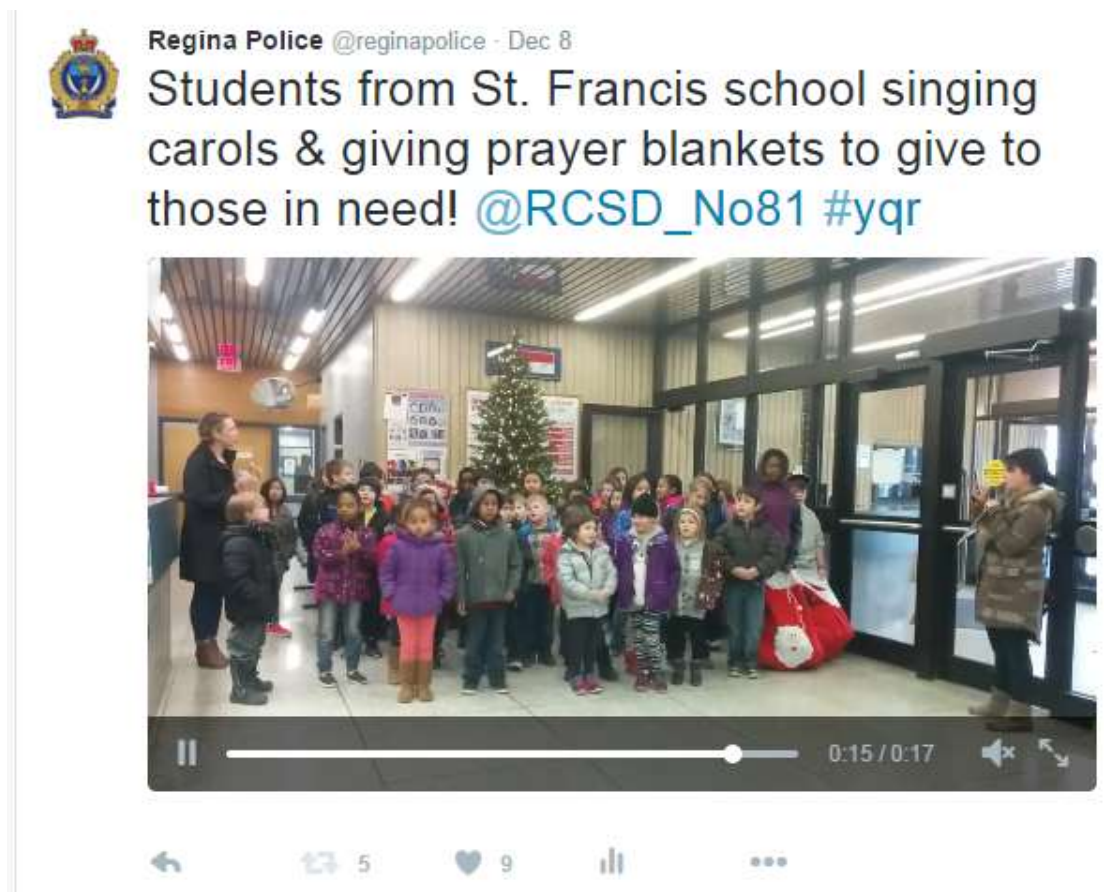 Regina Police @reginapolice · Dec 8
Students from St. Francis school singing
carols & giving prayer blankets to give to
those in need! @RCSD_No81 #yqr
0:15 / 0:17
5 9